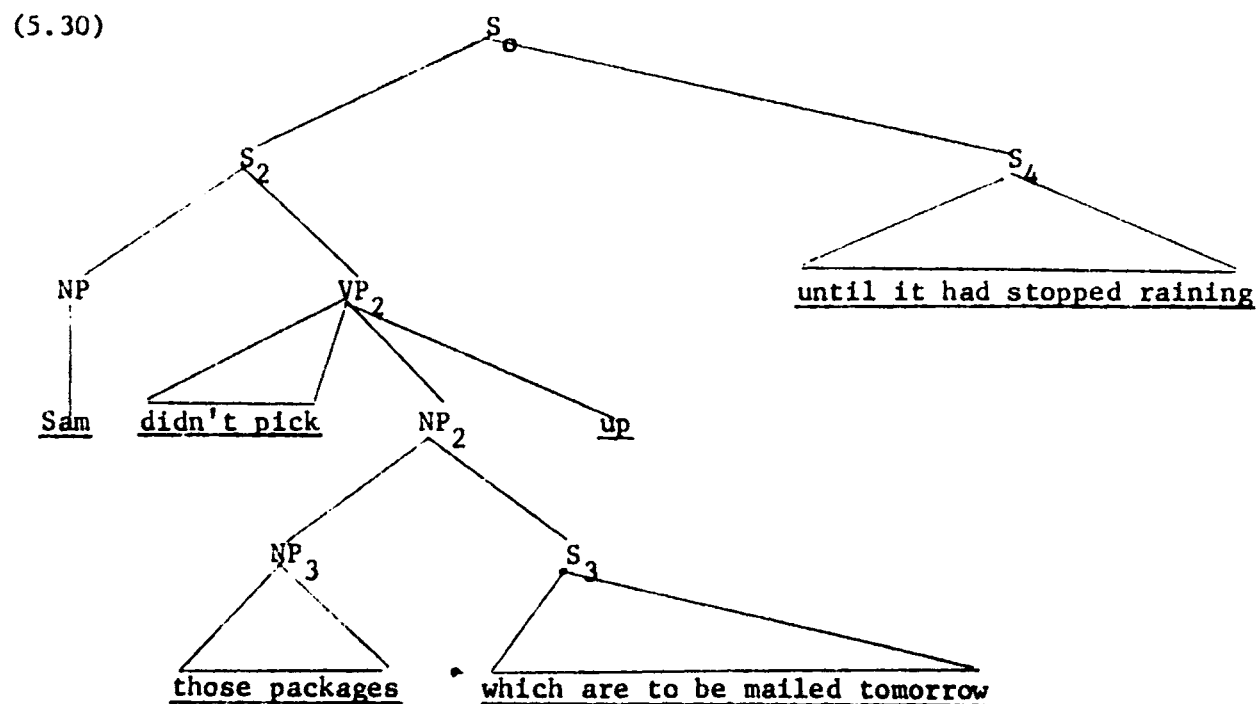 (5.30)
S₀
S₂ S₄
NP VP₂ until it had stopped raining
Sam didn't pick NP₂ up
NP₃ S₃
those packages which are to be mailed tomorrow